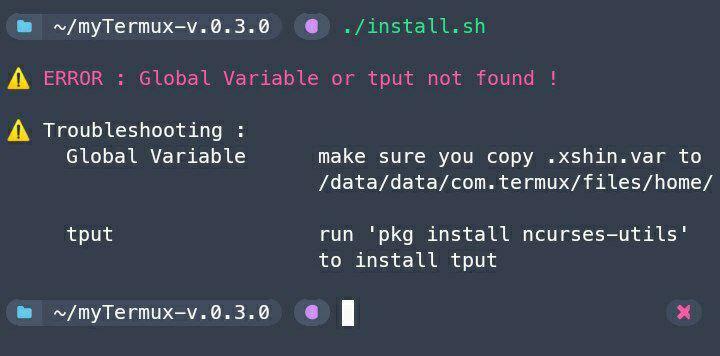 ~/myTermux-v.0.3.0 ./install.sh
ERROR : Global Variable or tput not found !
Troubleshooting :
Global Variable make sure you copy .xshin.var to
/data/data/com.termux/files/home/
tput run 'pkg install ncurses-utils'
to install tput
~/myTermux-v.0.3.0